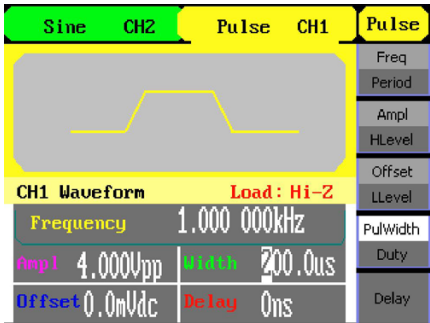 Sine CH2 Pulse CH1 Pulse
Freq
Period
Ampl
HLevel
Offset
LLevel
PulWidth
Duty
Delay
CH1 Waveform Load: Hi-Z
Frequency 1.000 000kHz
Ampl 4.000Vpp Width 200.0us
Offset 0.0mVdc Delay 0ns